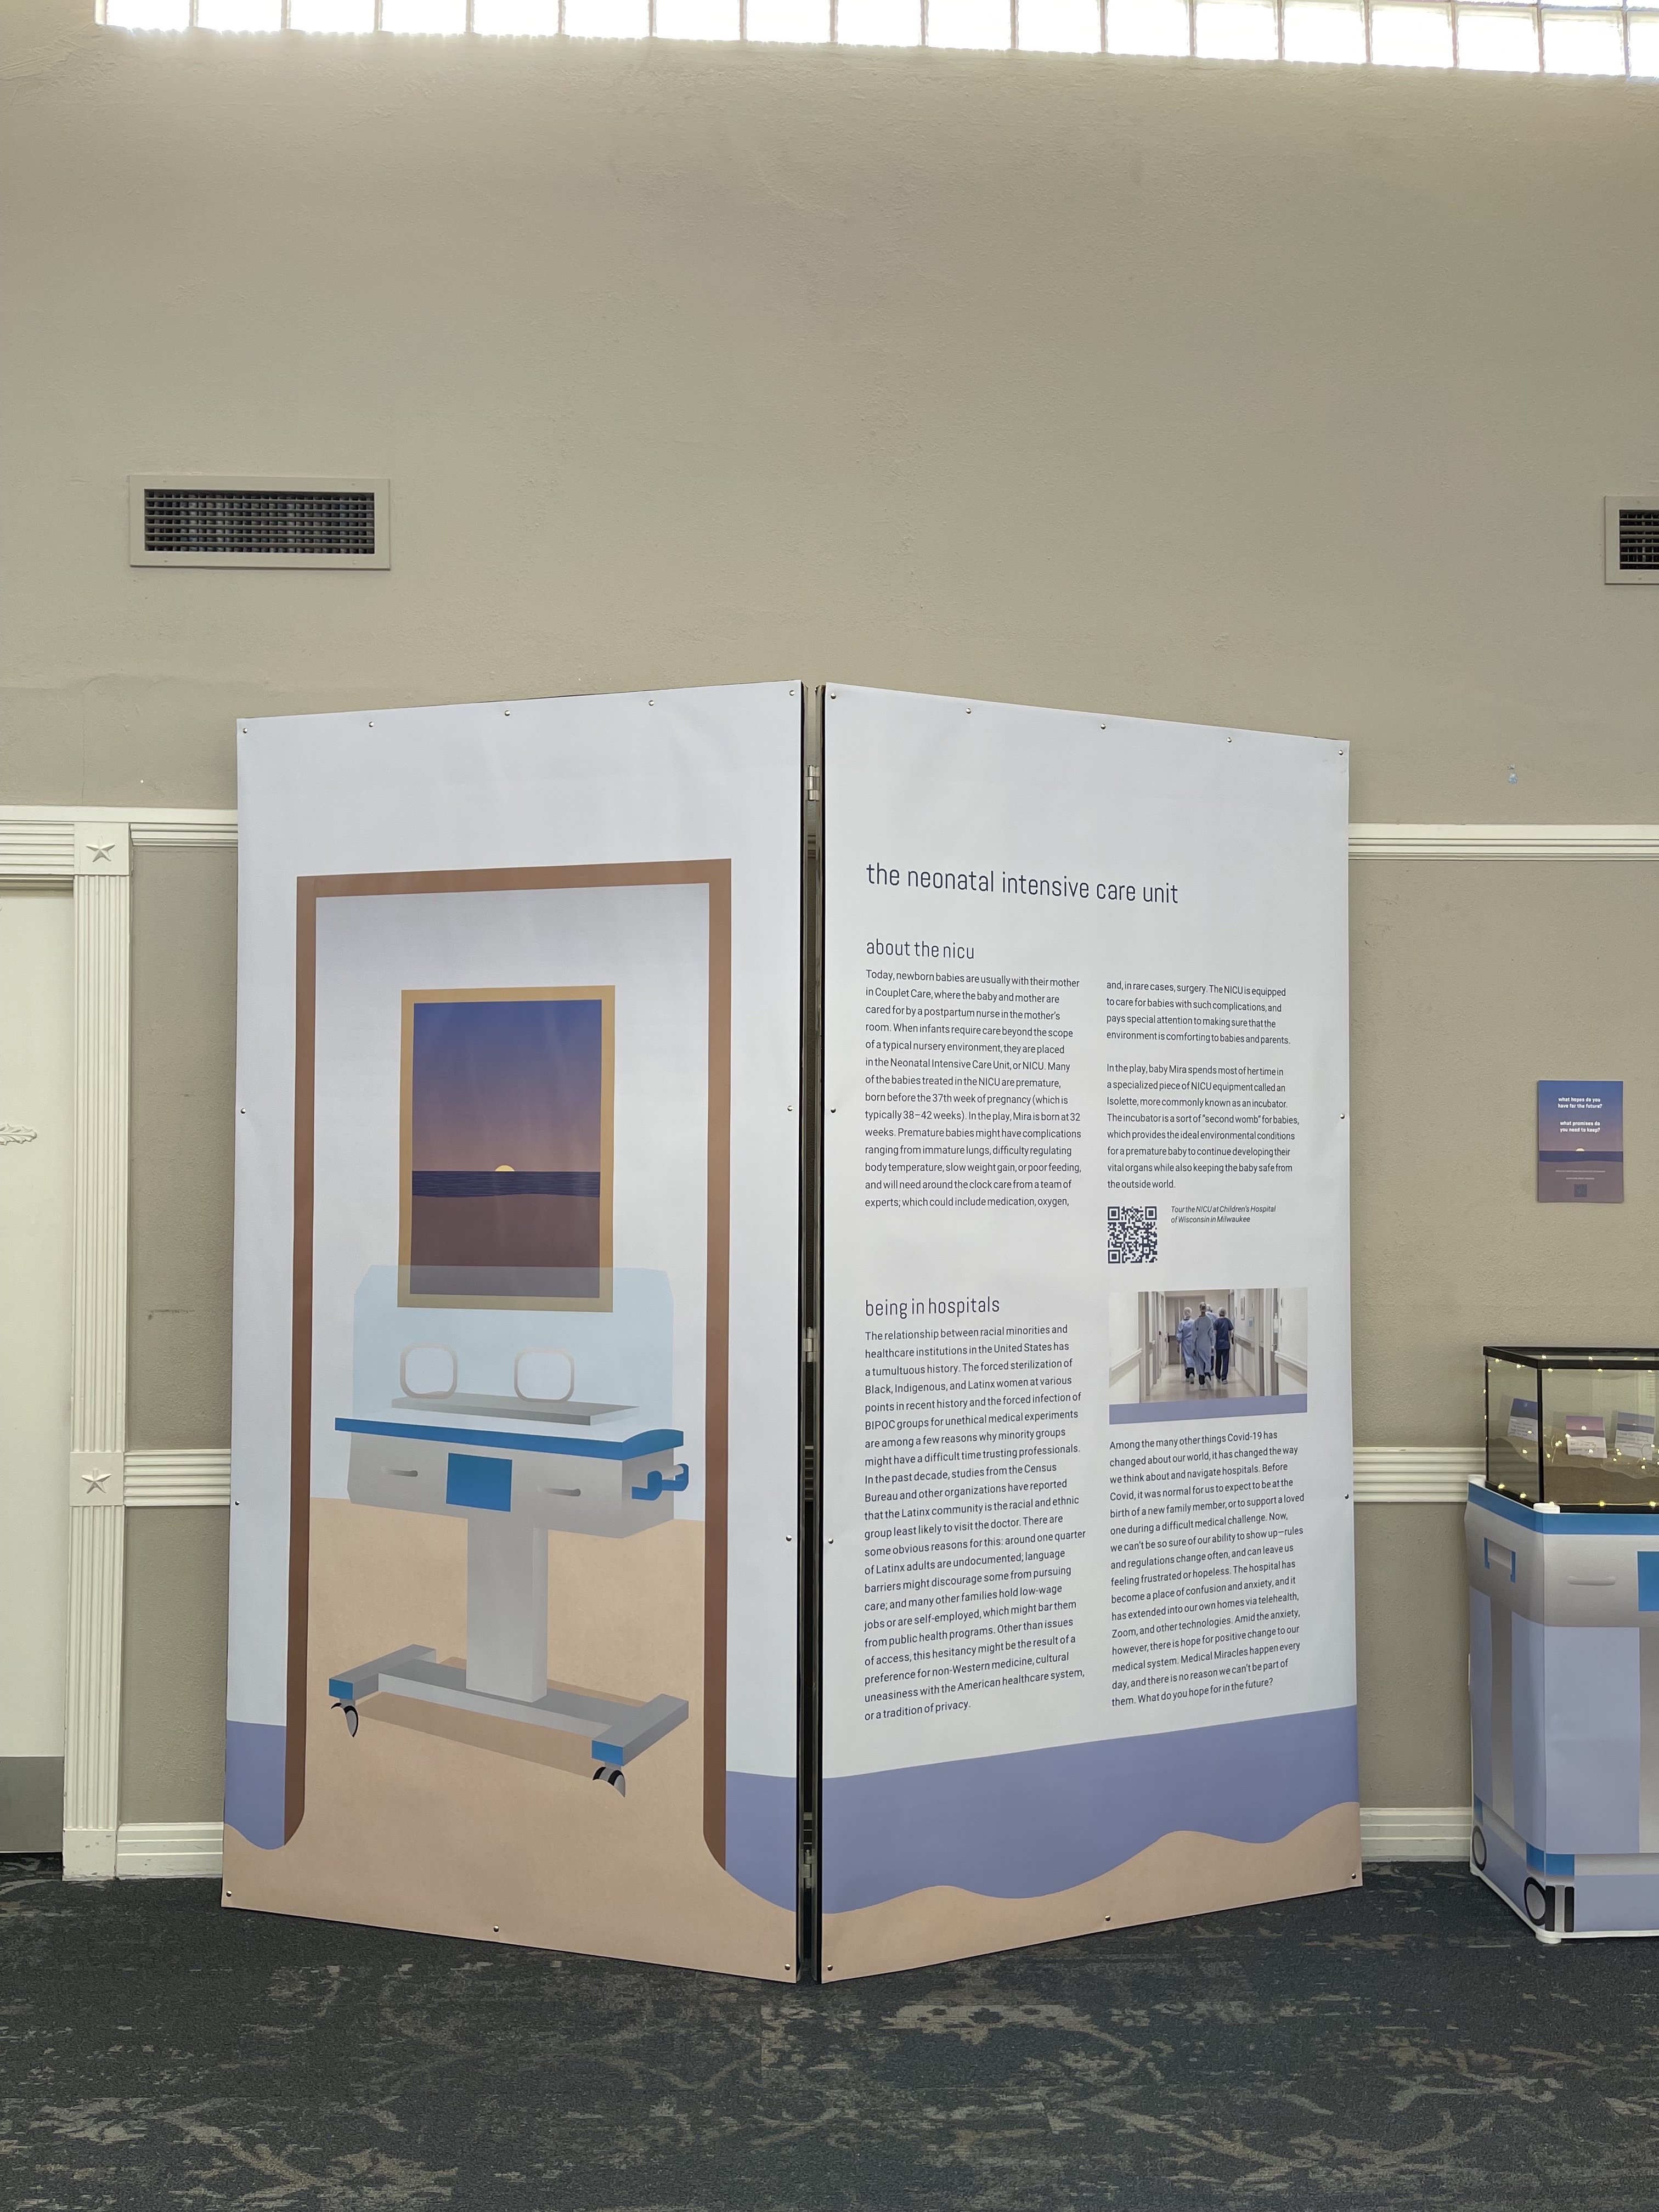 the neonatal intensive care unit
about the nicu
Today, newborn babies are usually with their mother
in Couplet Care, where the baby and mother are
cared for by a postpartum nurse in the mother's
room. When infants require care beyond the scope
of a typical nursery environment, they are placed
in the Neonatal Intensive Care Unit, or NICU. Many
of the babies treated in the NICU are premature,
born before the 37th week of pregnancy (which is
typically 38–42 weeks). In the play, Mira is born at 32
weeks. Premature babies might have complications
ranging from immature lungs, difficulty regulating
body temperature, slow weight gain, or poor feeding,
and will need around the clock care from a team of
experts; which could include medication, oxygen,
and, in rare cases, surgery. The NICU is equipped
to care for babies with such complications, and
pays special attention to making sure that the
environment is comforting to babies and parents.
In the play, baby Mira spends most of her time in
a specialized piece of NICU equipment called an
Isolette, more commonly known as an incubator.
The incubator is a sort of "second womb" for babies,
which provides the ideal environmental conditions
for a premature baby to continue developing their
vital organs while also keeping the baby safe from
the outside world.
Tour the NICU at Children's Hospital
of Wisconsin in Milwaukee
being in hospitals
The relationship between racial minorities and
healthcare institutions in the United States has
a tumultuous history. The forced sterilization of
Black, Indigenous, and Latinx women at various
points in recent history and the forced infection of
BIPOC groups for unethical medical experiments
are among a few reasons why minority groups
might have a difficult time trusting professionals.
In the past decade, studies from the Census
Bureau and other organizations have reported
that the Latinx community is the racial and ethnic
group least likely to visit the doctor. There are
some obvious reasons for this: around one quarter
of Latinx adults are undocumented; language
barriers might discourage some from pursuing
care; and many other families hold low-wage
jobs or are self-employed, which might bar them
from public health programs. Other than issues
of access, this hesitancy might be the result of a
preference for non-Western medicine, cultural
uneasiness with the American healthcare system,
or a tradition of privacy.
Among the many other things Covid-19 has
changed about our world, it has changed the way
we think about and navigate hospitals. Before
Covid, it was normal for us to expect to be at the
birth of a new family member, or to support a loved
one during a difficult medical challenge. Now,
we can't be so sure of our ability to show up—rules
and regulations change often, and can leave us
feeling frustrated or hopeless. The hospital has
become a place of confusion and anxiety, and it
has extended into our own homes via telehealth,
Zoom, and other technologies. Amid the anxiety,
however, there is hope for positive change to our
medical system. Medical Miracles happen every
day, and there is no reason we can't be part of
them. What do you hope for in the future?
what hopes do you
have for the future?
what promises do
you need to keep?